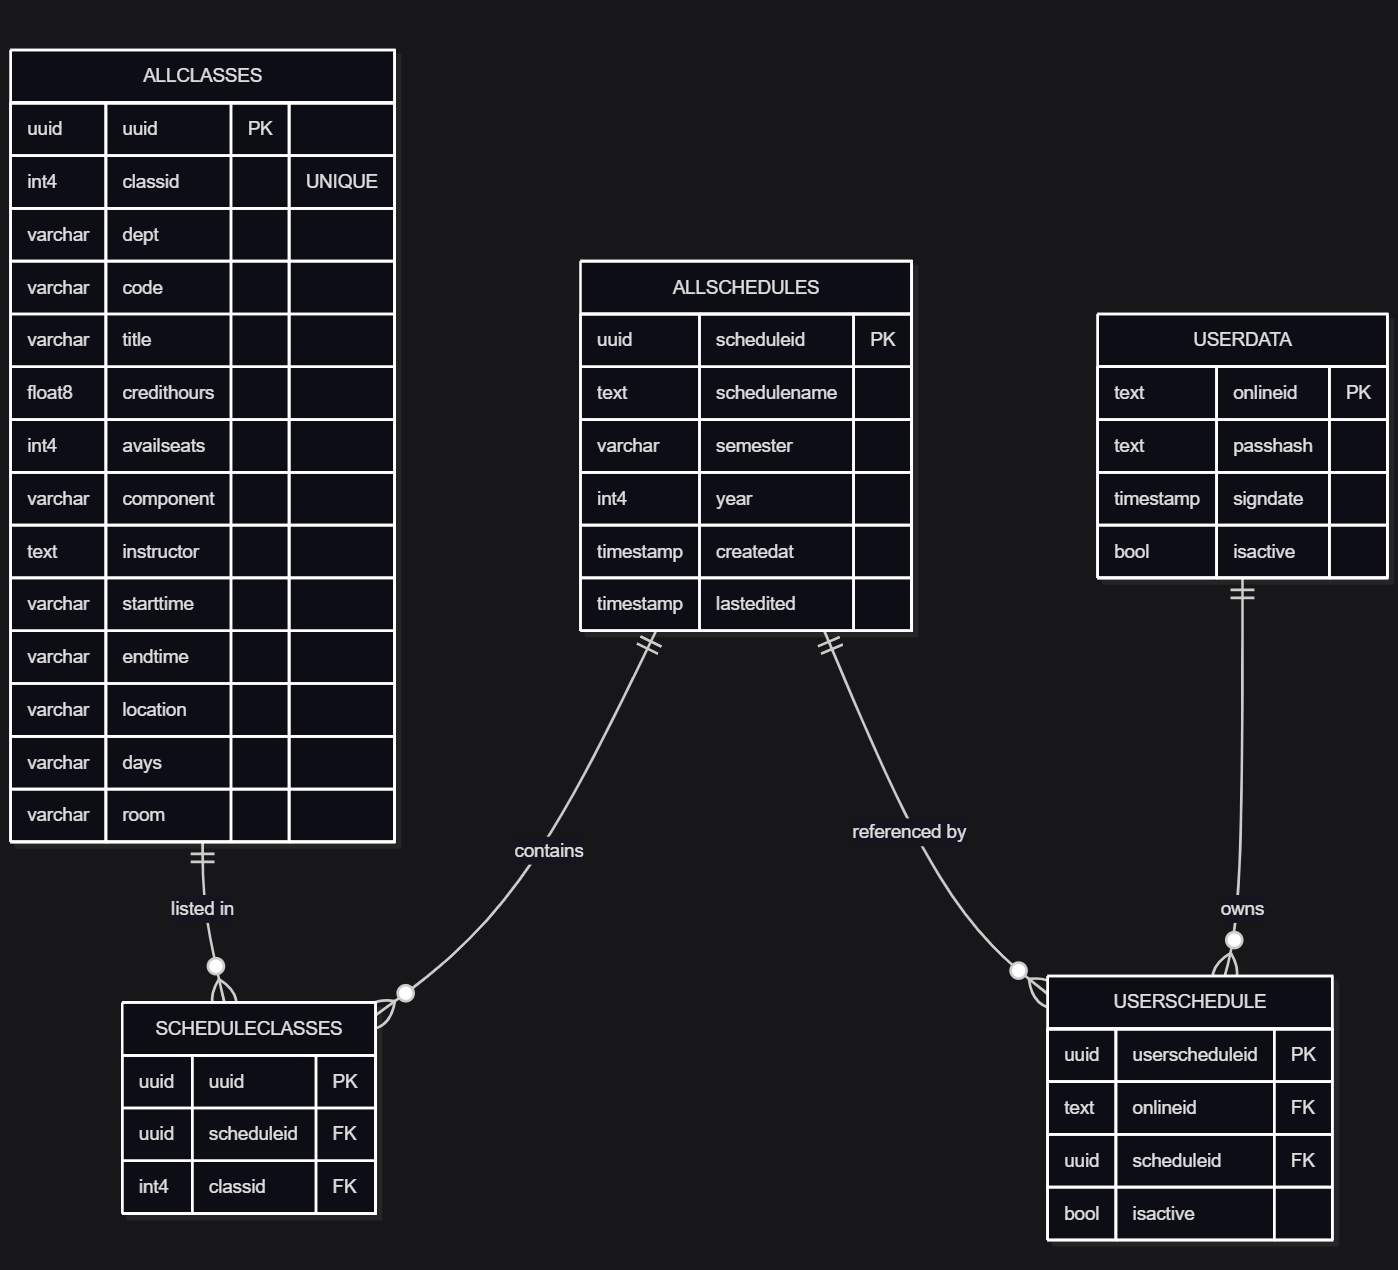 ALLCLASSES
uuid uuid PK
int4 classid UNIQUE
varchar dept
varchar code
varchar title
float8 credithours
int4 availseats
varchar component
text instructor
varchar starttime
varchar endtime
varchar location
varchar days
varchar room
ALLSCHEDULES
uuid scheduleid PK
text schedulename
varchar semester
int4 year
timestamp createdat
timestamp lastedited
USERDATA
text onlineid PK
text passhash
timestamp signdate
bool isactive
listed in
contains
referenced by
owns
SCHEDULECLASSES
uuid uuid PK
uuid scheduleid FK
int4 classid FK
USERSCHEDULE
uuid userscheduleid PK
text onlineid FK
uuid scheduleid FK
bool isactive